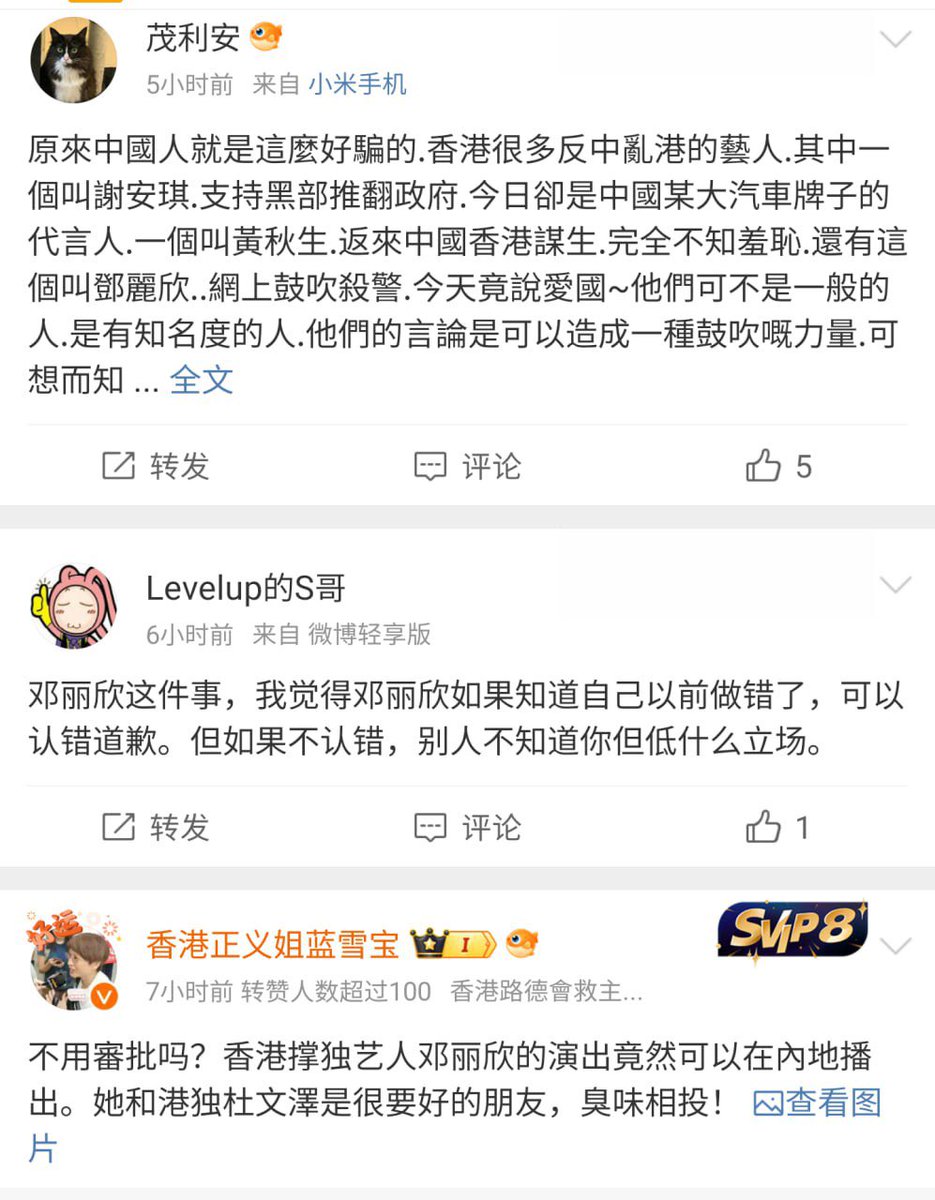 茂利安
5小时前 来自 小米手机
原來中國人就是這麼好騙的.香港很多反中亂港的藝人.其中一
個叫謝安琪.支持黑部推翻政府.今日卻是中國某大汽車牌子的
代言人.一個叫黃秋生.返來中國香港謀生.完全不知羞恥.還有這
個叫鄧麗欣..網上鼓吹殺警.今天竟說愛國~他們可不是一般的
人.是有知名度的人.他們的言論是可以造成一種鼓吹嘅力量.可
想而知 ... 全文
转发 评论 5
Levelup的S哥
6小时前 来自 微博轻享版
邓丽欣这件事，我觉得邓丽欣如果知道自己以前做错了，可以
认错道歉。但如果不认错，别人不知道你但低什么立场。
转发 评论 1
好运
香港正义姐蓝雪宝 I
SVIP8
7小时前 转赞人数超过100 香港路德會救主...
不用審批吗？香港撑独艺人邓丽欣的演出竟然可以在內地播
出。她和港独杜文澤是很要好的朋友，臭味相投！ 查看图
片